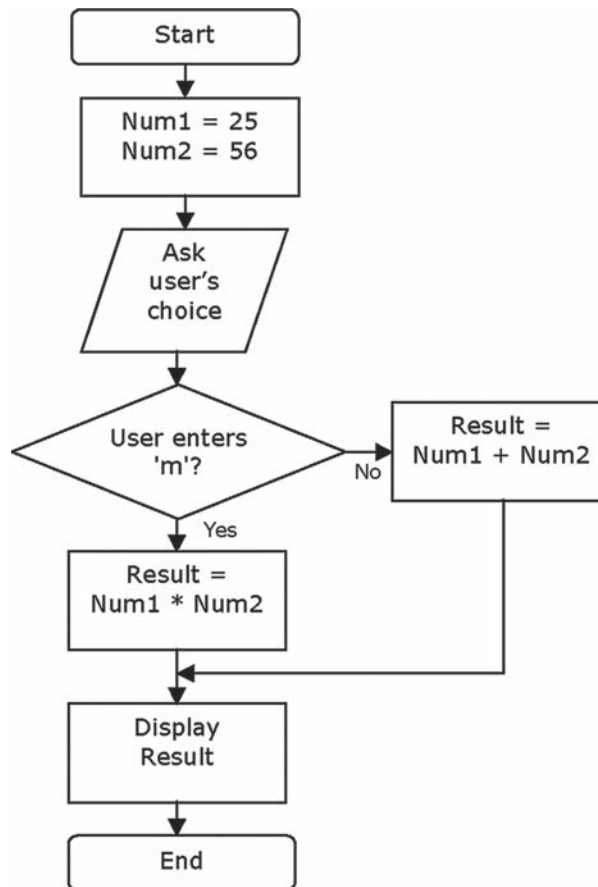 Start
Num1 = 25
Num2 = 56
Ask
user's
choice
User enters
'm'?
No
Result =
Num1 + Num2
Yes
Result =
Num1 * Num2
Display
Result
End